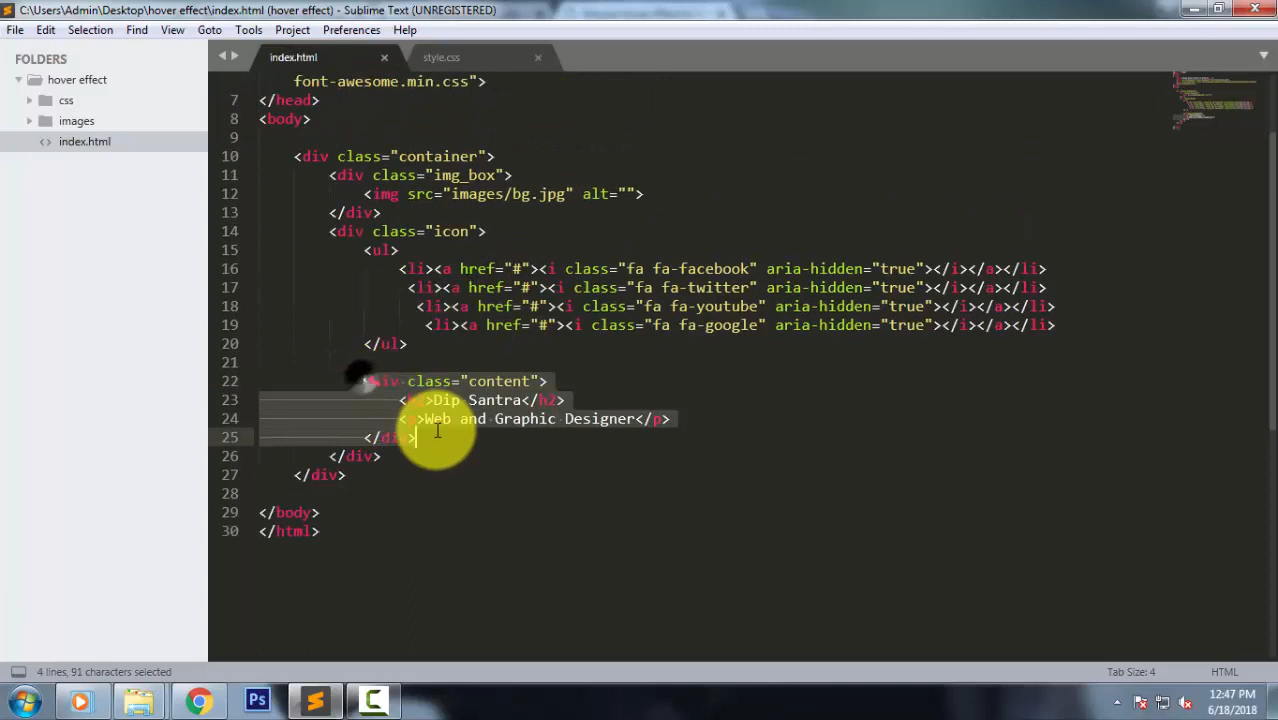 C:\Users\Admin\Desktop\hover effect\index.html (hover effect) - Sublime Text (UNREGISTERED)
File Edit Selection Find View Goto Tools Project Preferences Help
FOLDERS
hover effect
css
images
index.html
index.html
style.css
font-awesome.min.css">
7 </head>
8 <body>
9
10 <div class="container">
11 <div class="img_box">
12 <img src="images/bg.jpg" alt="">
13 </div>
14 <div class="icon">
15 <ul>
16 <li><a href="#"><i class="fa fa-facebook" aria-hidden="true"></i></a></li>
17 <li><a href="#"><i class="fa fa-twitter" aria-hidden="true"></i></a></li>
18 <li><a href="#"><i class="fa fa-youtube" aria-hidden="true"></i></a></li>
19 <li><a href="#"><i class="fa fa-google" aria-hidden="true"></i></a></li>
20 </ul>
21
22 <div class="content">
23 <h2>Dip Santra</h2>
24 <p>Web and Graphic Designer</p>
25 </div>
26 </div>
27 </div>
28
29 </body>
30 </html>
4 lines, 91 characters selected
Tab Size: 4
HTML
Ps
C
12:47 PM
6/18/2018